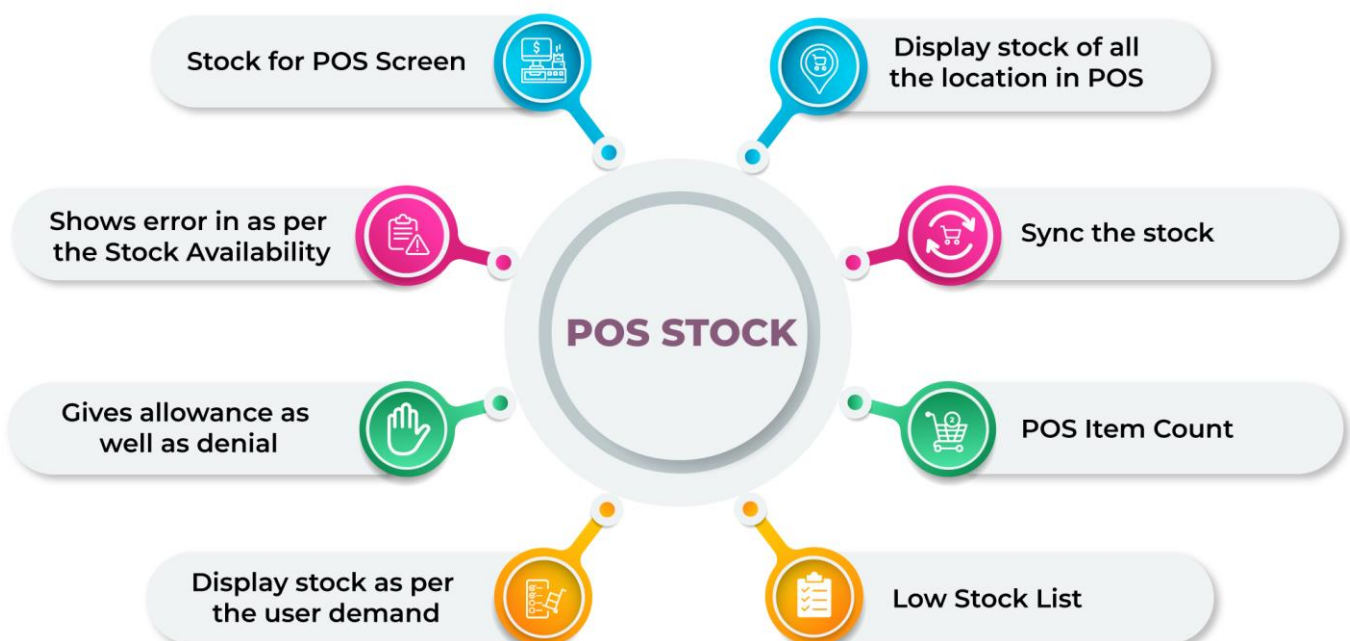 Stock for POS Screen
Display stock of all
the location in POS
Shows error in as per
the Stock Availability
Sync the stock
POS STOCK
Gives allowance as
well as denial
POS Item Count
Display stock as per
the user demand
Low Stock List